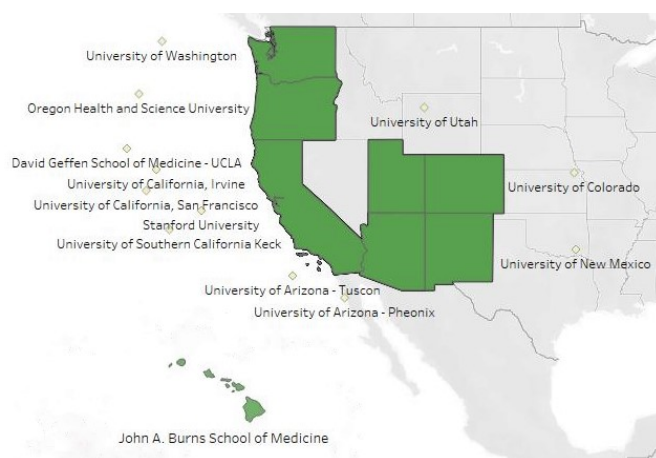 University of Washington
Oregon Health and Science University
University of Utah
David Geffen School of Medicine - UCLA
University of California, Irvine
University of Colorado
University of California, San Francisco
Stanford University
University of Southern California Keck
University of New Mexico
University of Arizona - Tuscon
University of Arizona - Pheonix
John A. Burns School of Medicine